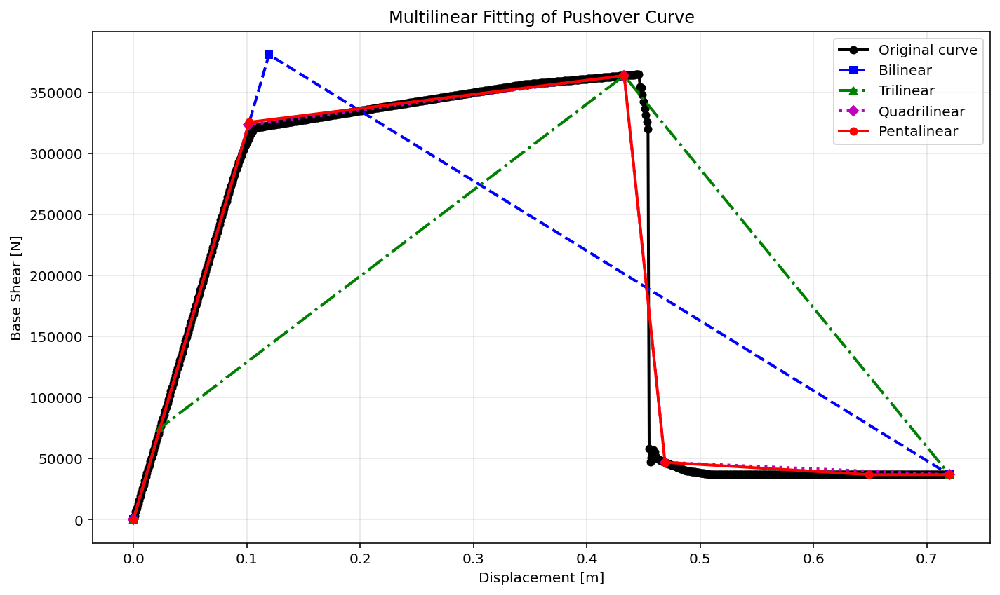 Multilinear Fitting of Pushover Curve
Original curve
Bilinear
Trilinear
Quadrilinear
Pentalinear
Base Shear [N]
350000
300000
250000
200000
150000
100000
50000
0
0.0 0.1 0.2 0.3 0.4 0.5 0.6 0.7
Displacement [m]